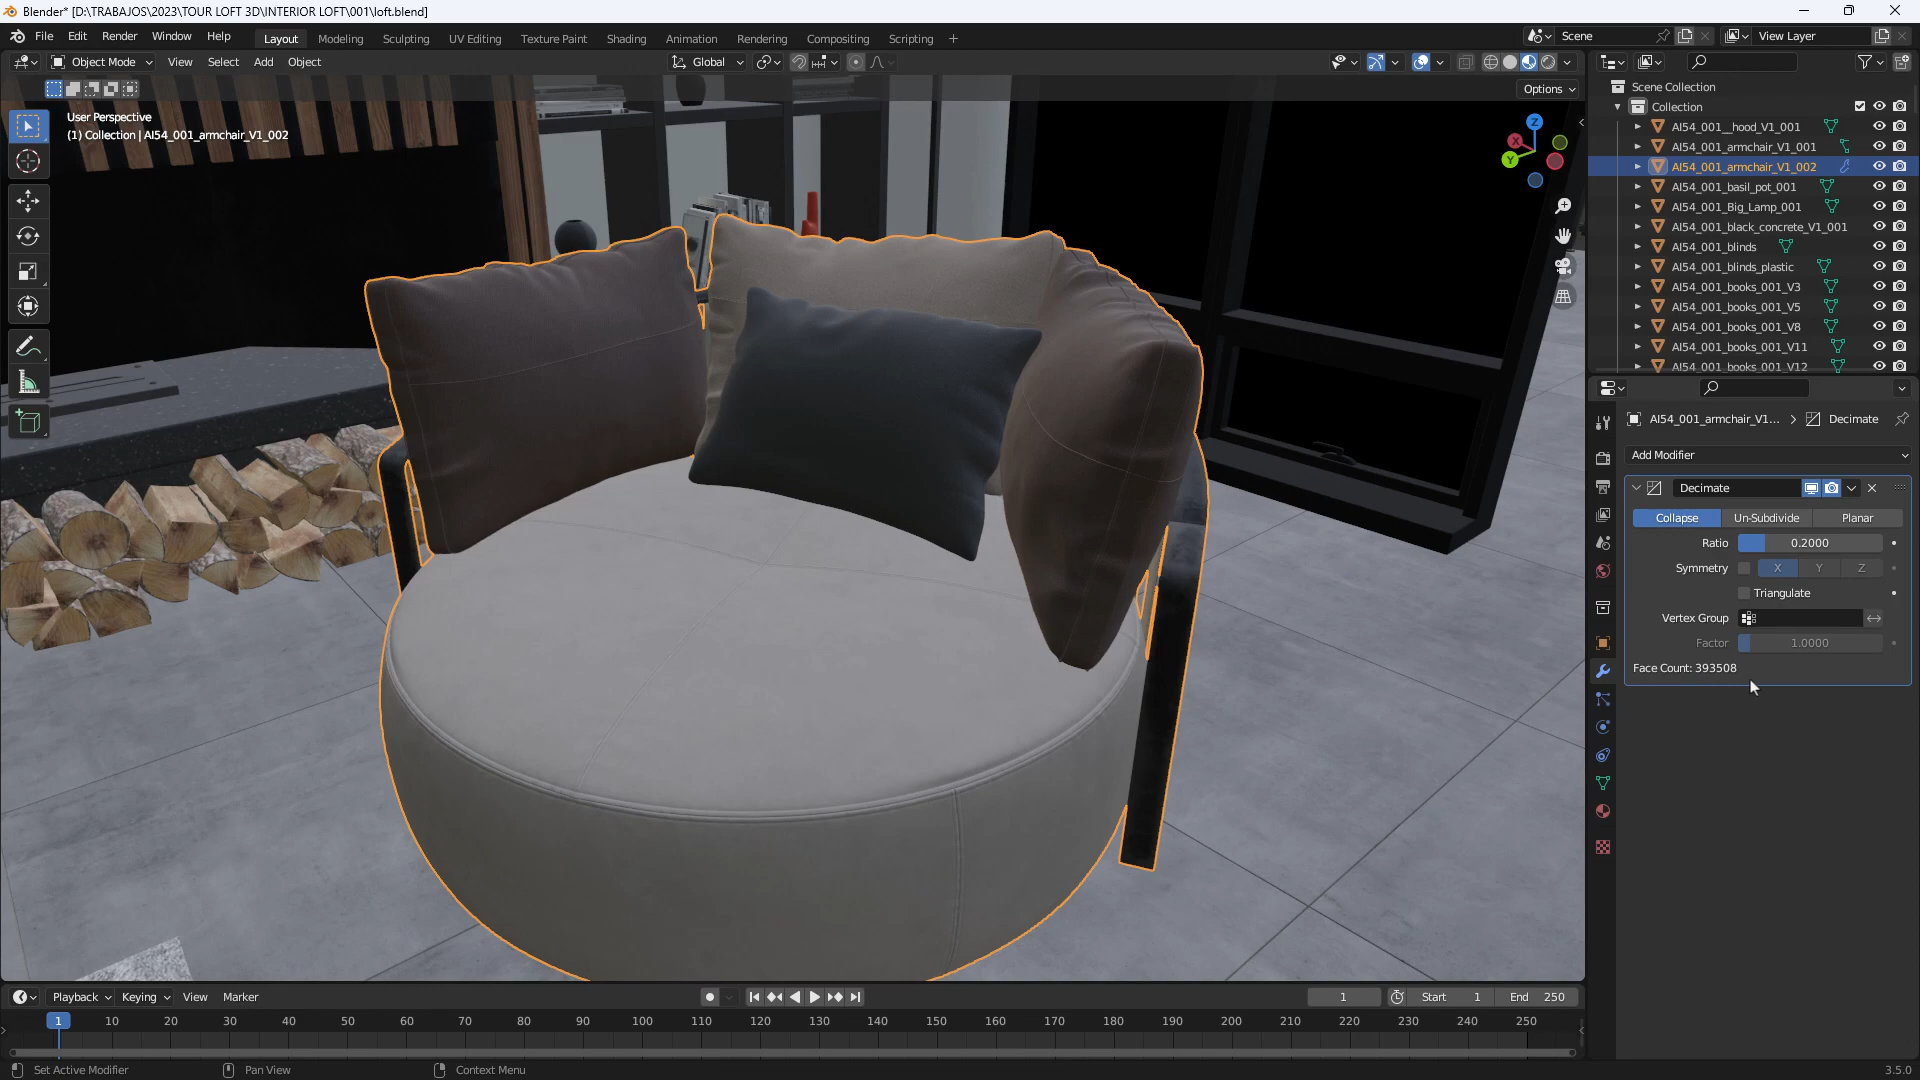 Blender* [D:\TRABAJOS\2023\TOUR LOFT 3D\INTERIOR LOFT\001\loft.blend]
File Edit Render Window Help Layout Modeling Sculpting UV Editing Texture Paint Shading Animation Rendering Compositing Scripting + Scene View Layer
Object Mode View Select Add Object Global
Options
User Perspective
(1) Collection | AI54_001_armchair_V1_002
Z
X
Y
Scene Collection
Collection
AI54_001__hood_V1_001
AI54_001_armchair_V1_001
AI54_001_armchair_V1_002
AI54_001_basil_pot_001
AI54_001_Big_Lamp_001
AI54_001_black_concrete_V1_001
AI54_001_blinds
AI54_001_blinds_plastic
AI54_001_books_001_V3
AI54_001_books_001_V5
AI54_001_books_001_V8
AI54_001_books_001_V11
AI54_001_books_001_V12
AI54_001_armchair_V1... > Decimate
Add Modifier
Decimate
Collapse Un-Subdivide Planar
Ratio 0.2000
Symmetry X Y Z
Triangulate
Vertex Group
Factor 1.0000
Face Count: 393508
Playback Keying View Marker 1 Start 1 End 250
1 10 20 30 40 50 60 70 80 90 100 110 120 130 140 150 160 170 180 190 200 210 220 230 240 250
Set Active Modifier Pan View Context Menu 3.5.0